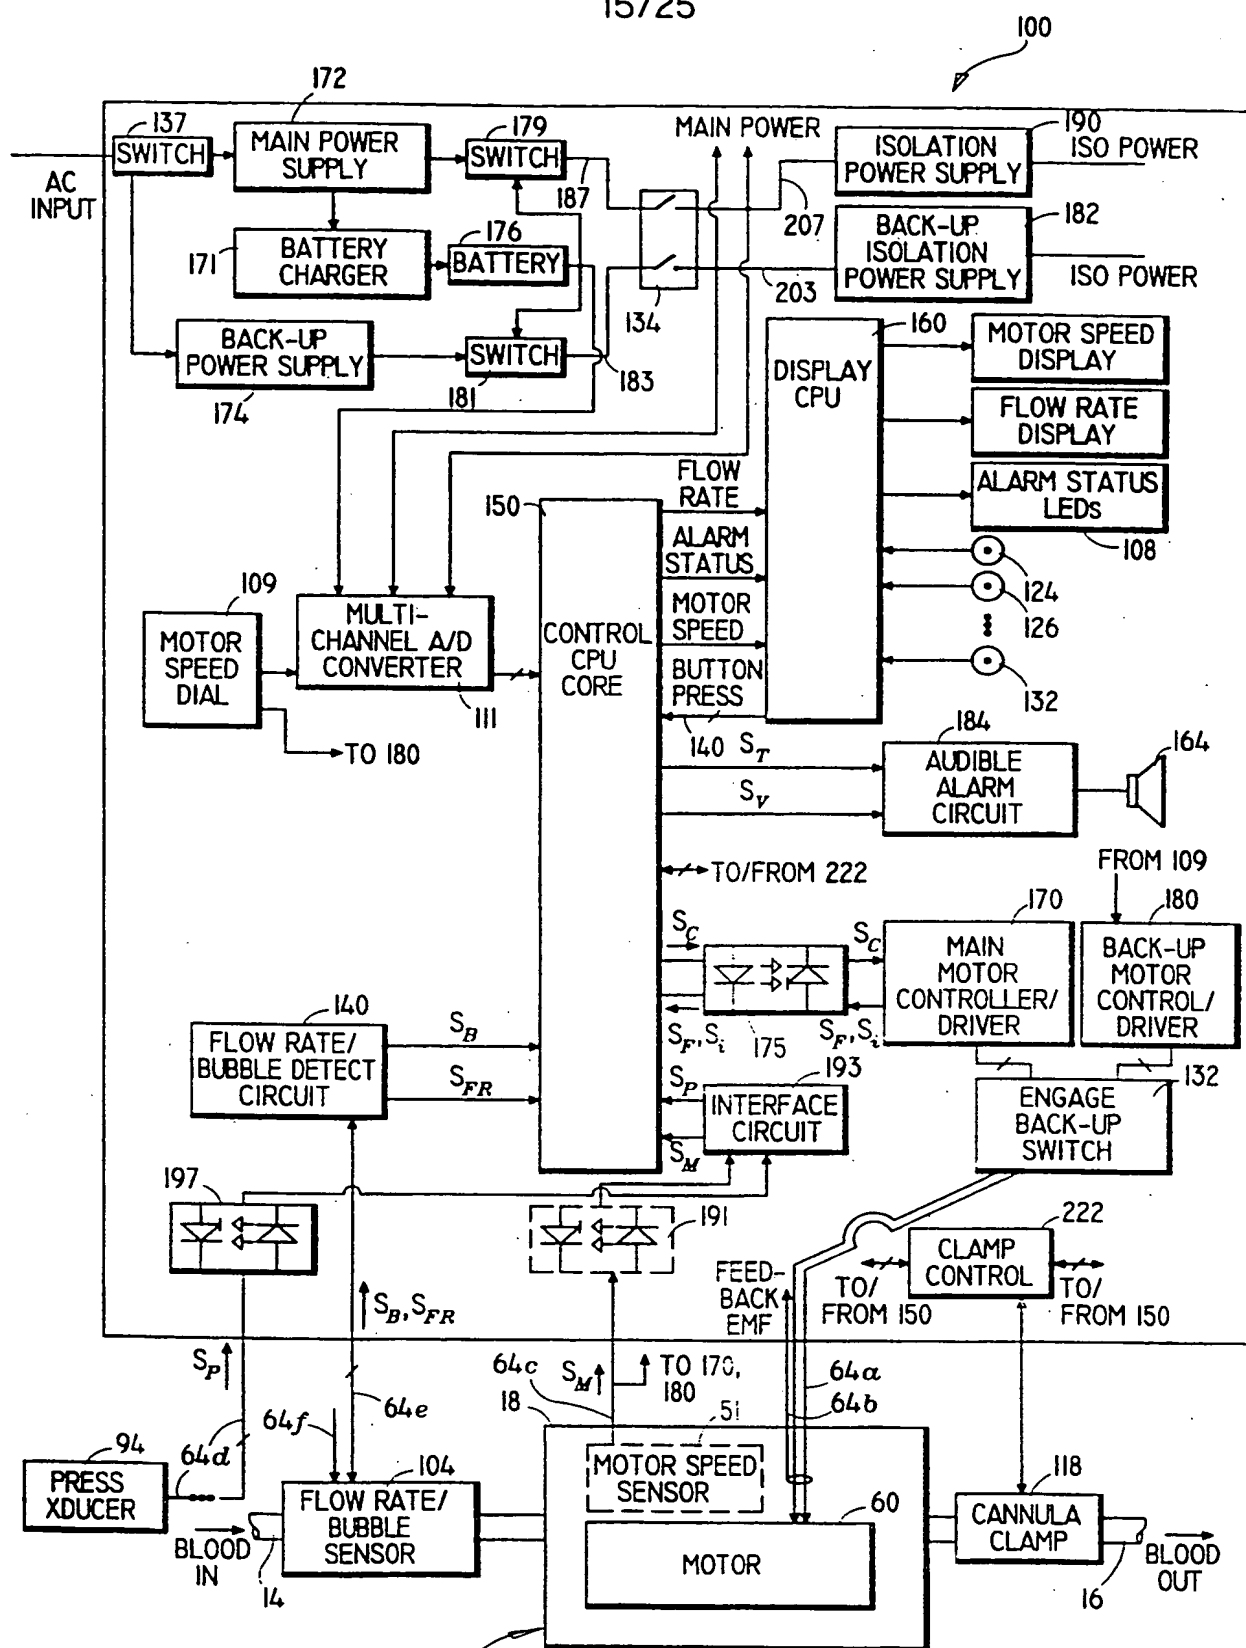 15/25
100
172
137
SWITCH
MAIN POWER
SUPPLY
179
SWITCH
187
MAIN POWER
190
ISOLATION
POWER SUPPLY
ISO POWER
AC
INPUT
207
182
171
BATTERY
CHARGER
176
BATTERY
BACK-UP
ISOLATION
POWER SUPPLY
ISO POWER
134
203
BACK-UP
POWER SUPPLY
174
SWITCH
181
183
160
DISPLAY
CPU
MOTOR SPEED
DISPLAY
FLOW RATE
DISPLAY
ALARM STATUS
LEDs
108
124
126
132
150
CONTROL
CPU
CORE
FLOW
RATE
ALARM
STATUS
MOTOR
SPEED
BUTTON
PRESS
140
109
MOTOR
SPEED
DIAL
MULTI-
CHANNEL A/D
CONVERTER
111
TO 180
S_T
S_V
184
AUDIBLE
ALARM
CIRCUIT
164
TO/FROM 222
FROM 109
S_C
S_C
S_F, S_i
175
S_F, S_i
170
MAIN
MOTOR
CONTROLLER/
DRIVER
180
BACK-UP
MOTOR
CONTROL/
DRIVER
140
FLOW RATE/
BUBBLE DETECT
CIRCUIT
S_B
S_FR
S_P
S_M
193
INTERFACE
CIRCUIT
132
ENGAGE
BACK-UP
SWITCH
197
191
222
CLAMP
CONTROL
TO/
FROM 150
TO/
FROM 150
FEED-
BACK
EMF
S_B, S_FR
S_P
64c
S_M
TO 170,
180
64a
64b
64d
64f
64e
18
51
MOTOR SPEED
SENSOR
94
PRESS
XDUCER
104
FLOW RATE/
BUBBLE
SENSOR
60
MOTOR
118
CANNULA
CLAMP
BLOOD
IN
14
16
BLOOD
OUT